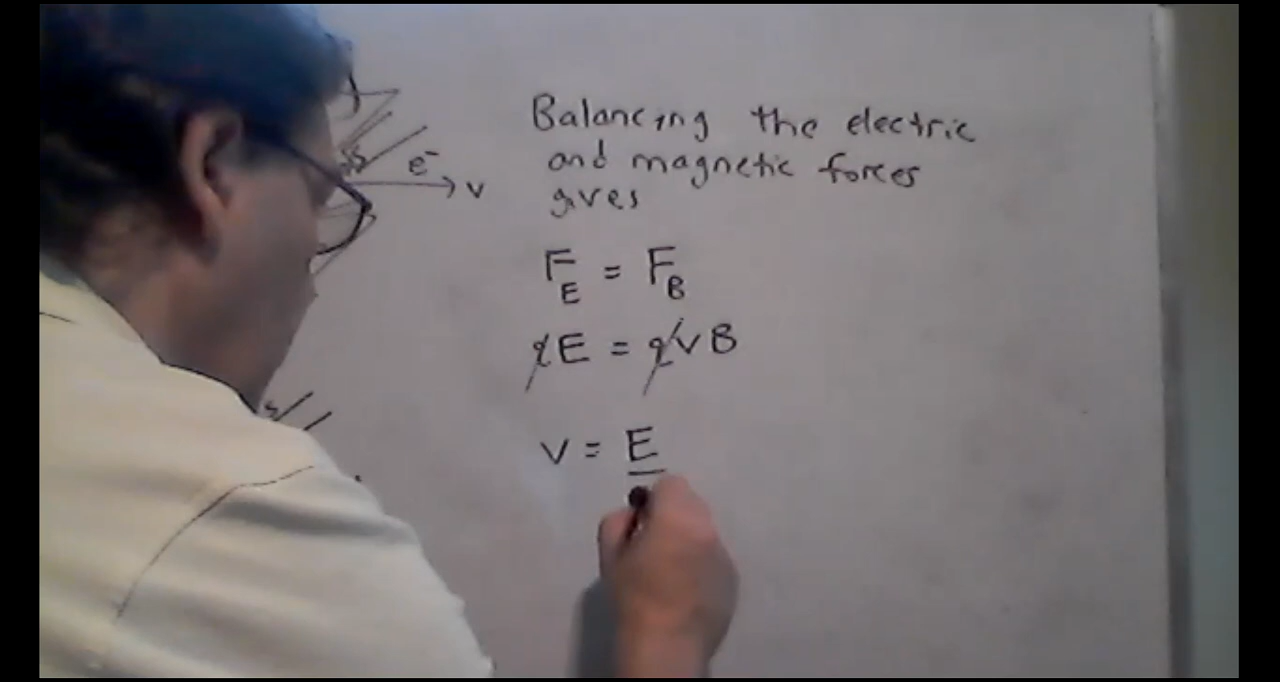 e⁻
v
Balancing the electric
and magnetic forces
gives
F_E = F_B
qE = qvB
v = E